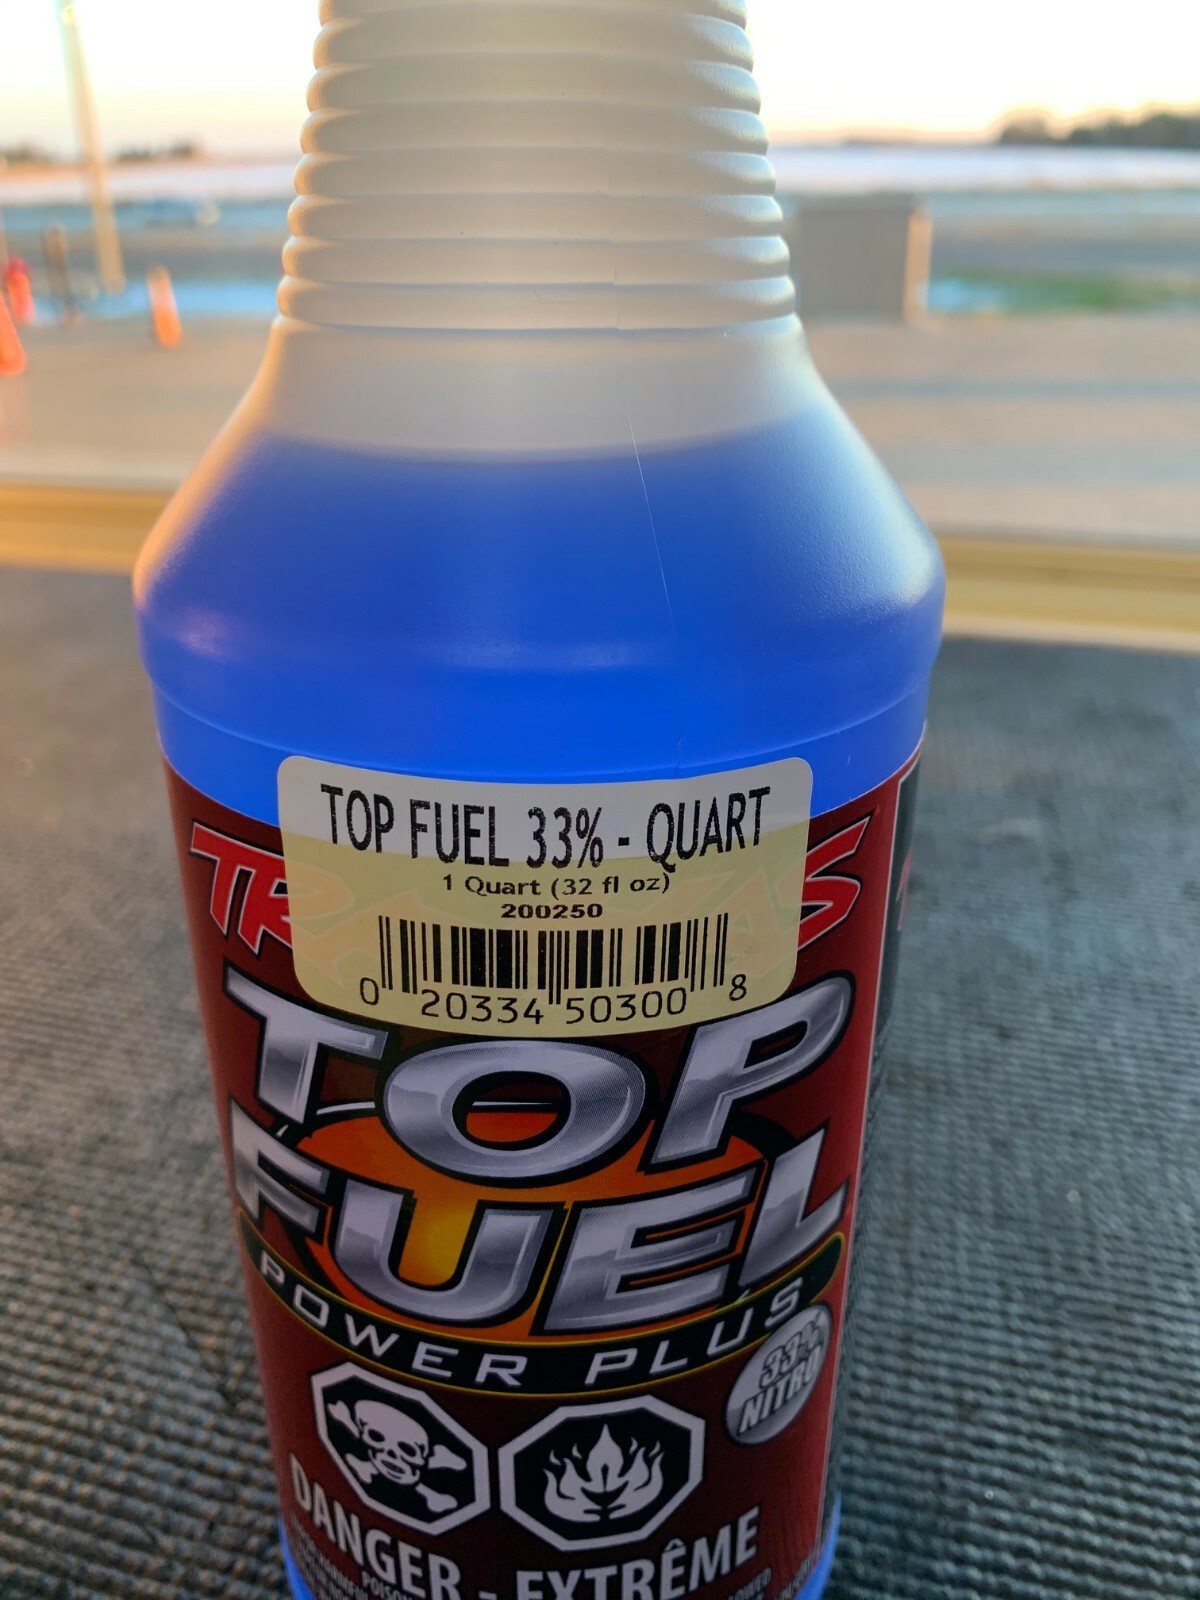 TOP FUEL 33% - QUART
1 Quart (32 fl oz)
200250
0 20334 50300 8
TOP
FUEL
POWER PLUS
33%
NITRO
DANGER - EXTRÊME